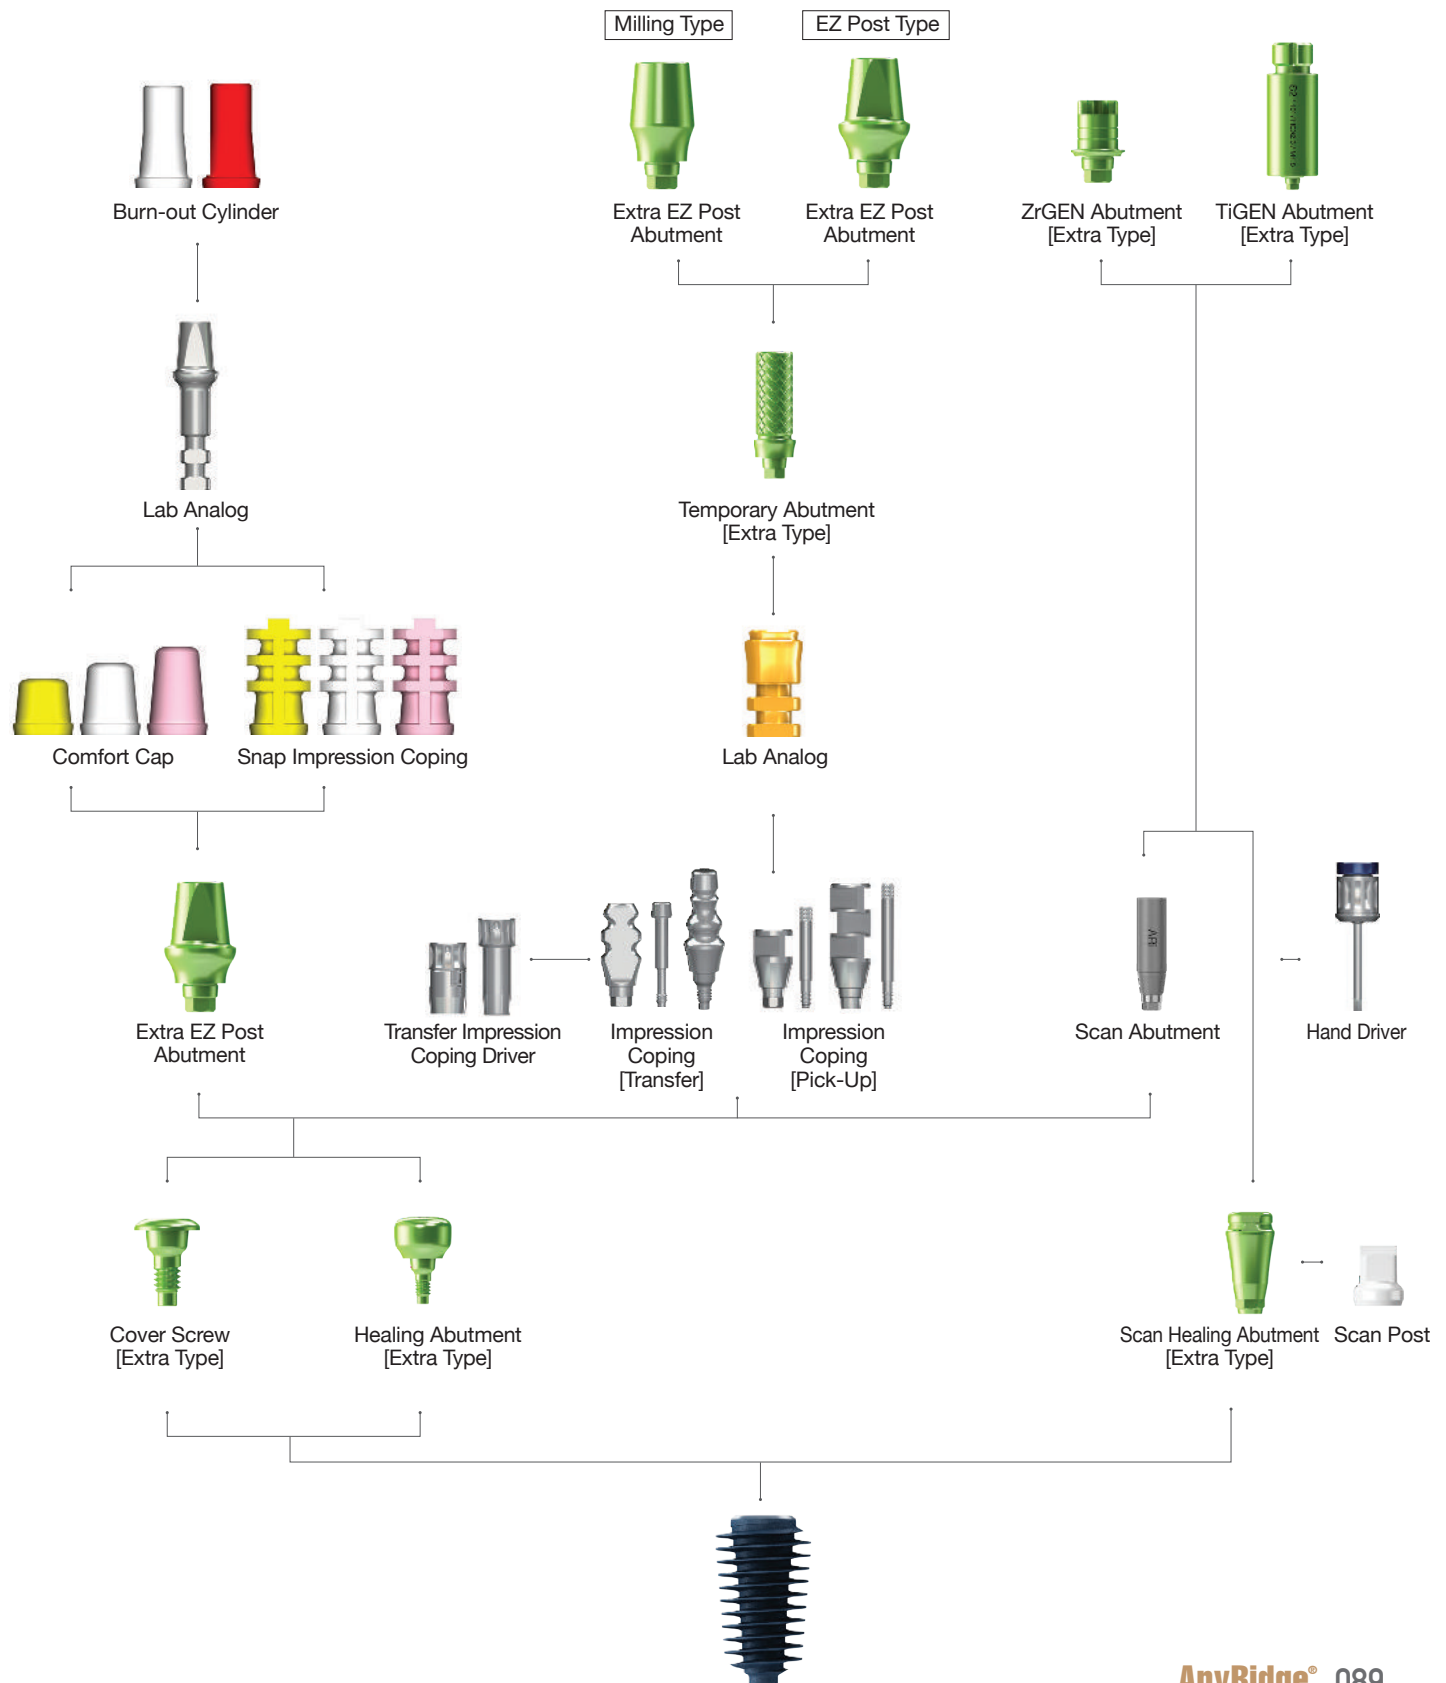 Milling Type
EZ Post Type
Burn-out Cylinder
Extra EZ Post
Abutment
Extra EZ Post
Abutment
ZrGEN Abutment
[Extra Type]
TiGEN Abutment
[Extra Type]
Lab Analog
Temporary Abutment
[Extra Type]
Comfort Cap
Snap Impression Coping
Lab Analog
Extra EZ Post
Abutment
Transfer Impression
Coping Driver
Impression
Coping
[Transfer]
Impression
Coping
[Pick-Up]
Scan Abutment
Hand Driver
Cover Screw
[Extra Type]
Healing Abutment
[Extra Type]
Scan Healing Abutment
[Extra Type]
Scan Post
AnyRidge® 089